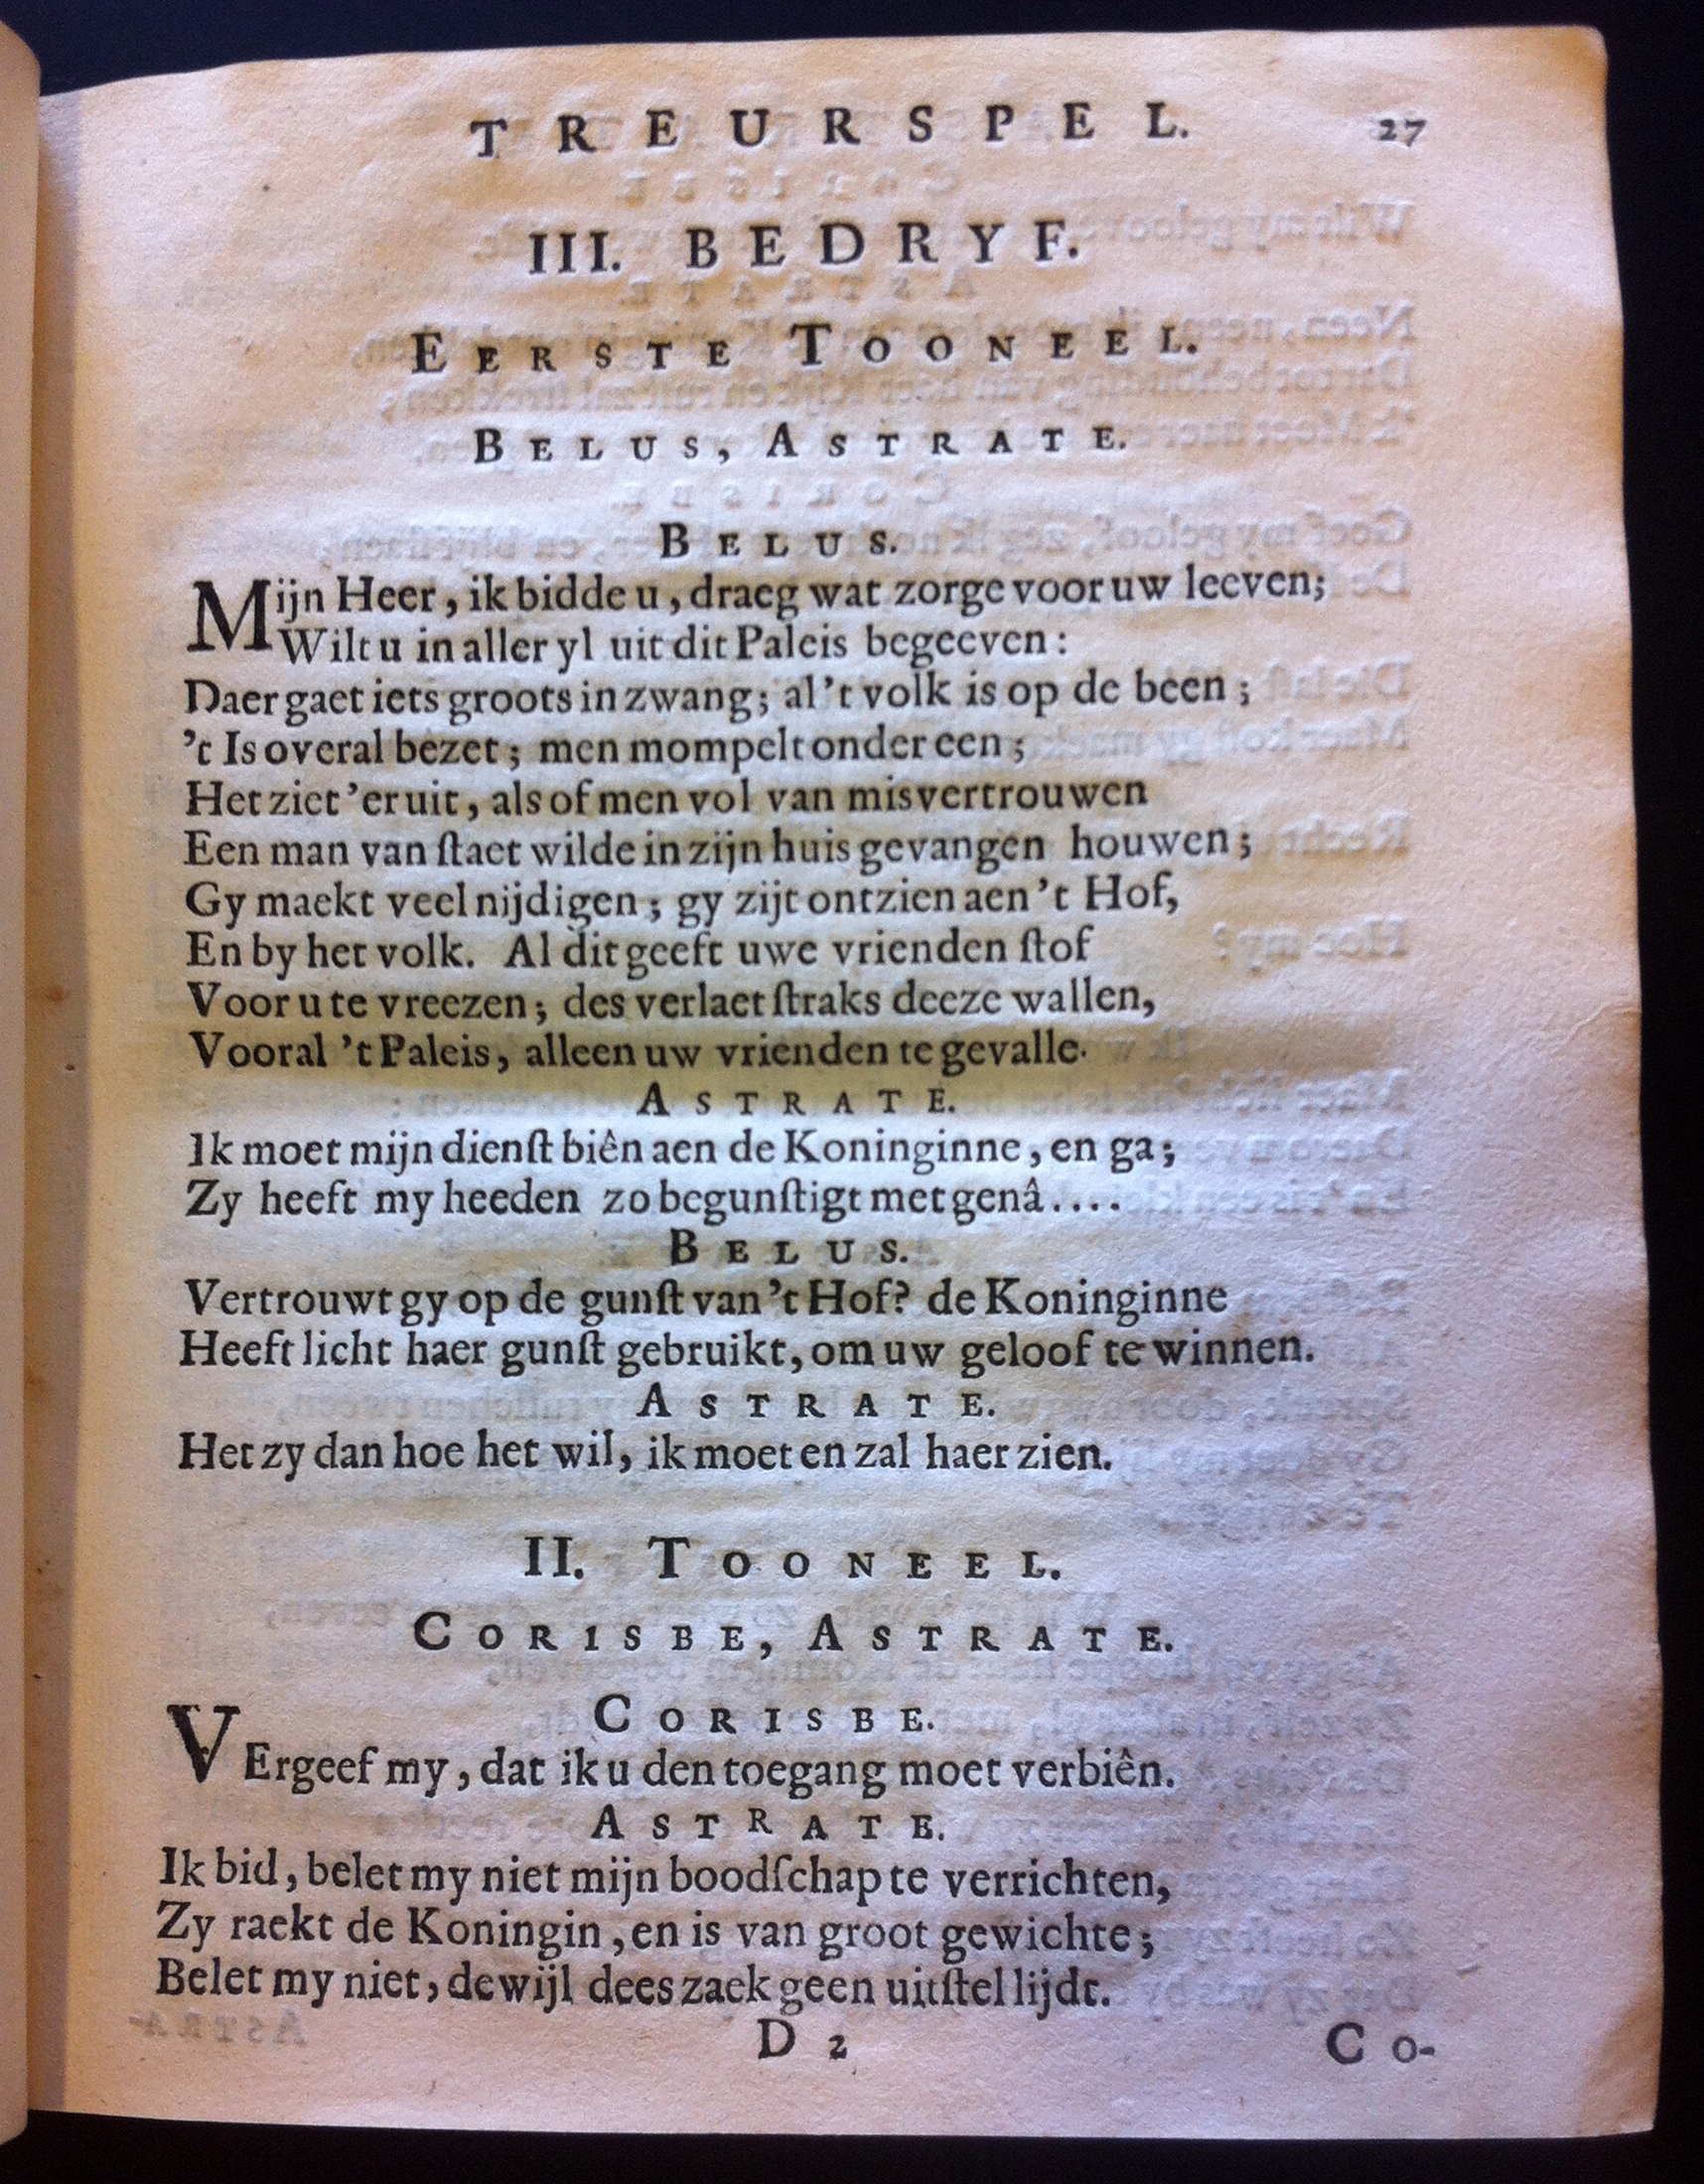 TREURSPEL. 27
III. BEDRYF.
EERSTE TOONEEL.
BELUS, ASTRATE.
BELUS.
Mijn Heer, ik bidde u, draeg wat zorge voor uw leeven;
Wilt u in aller yl uit dit Paleis begeeven:
Daer gaet iets groots in zwang; al 't volk is op de been;
't Is overal bezet; men mompelt onder een;
Het ziet 'er uit, als of men vol van misvertrouwen
Een man van ſtaet wilde in zijn huis gevangen houwen;
Gy maekt veel nijdigen; gy zijt ontzien aen 't Hof,
En by het volk. Al dit geeft uwe vrienden ſtof
Voor u te vreezen; des verlaet ſtraks deeze wallen,
Vooral 't Paleis, alleen uw vrienden te gevalle.
ASTRATE.
Ik moet mijn dienſt biên aen de Koninginne, en ga;
Zy heeft my heeden zo begunſtigt met genâ....
BELUS.
Vertrouwt gy op de gunſt van 't Hof? de Koninginne
Heeft licht haer gunſt gebruikt, om uw geloof te winnen.
ASTRATE.
Het zy dan hoe het wil, ik moet en zal haer zien.
II. TOONEEL.
CORISBE, ASTRATE.
CORISBE.
VErgeef my, dat ik u den toegang moet verbiên.
ASTRATE.
Ik bid, belet my niet mijn boodſchap te verrichten,
Zy raekt de Koningin, en is van groot gewichte;
Belet my niet, dewijl dees zaek geen uitſtel lijdt.
D 2 CO-